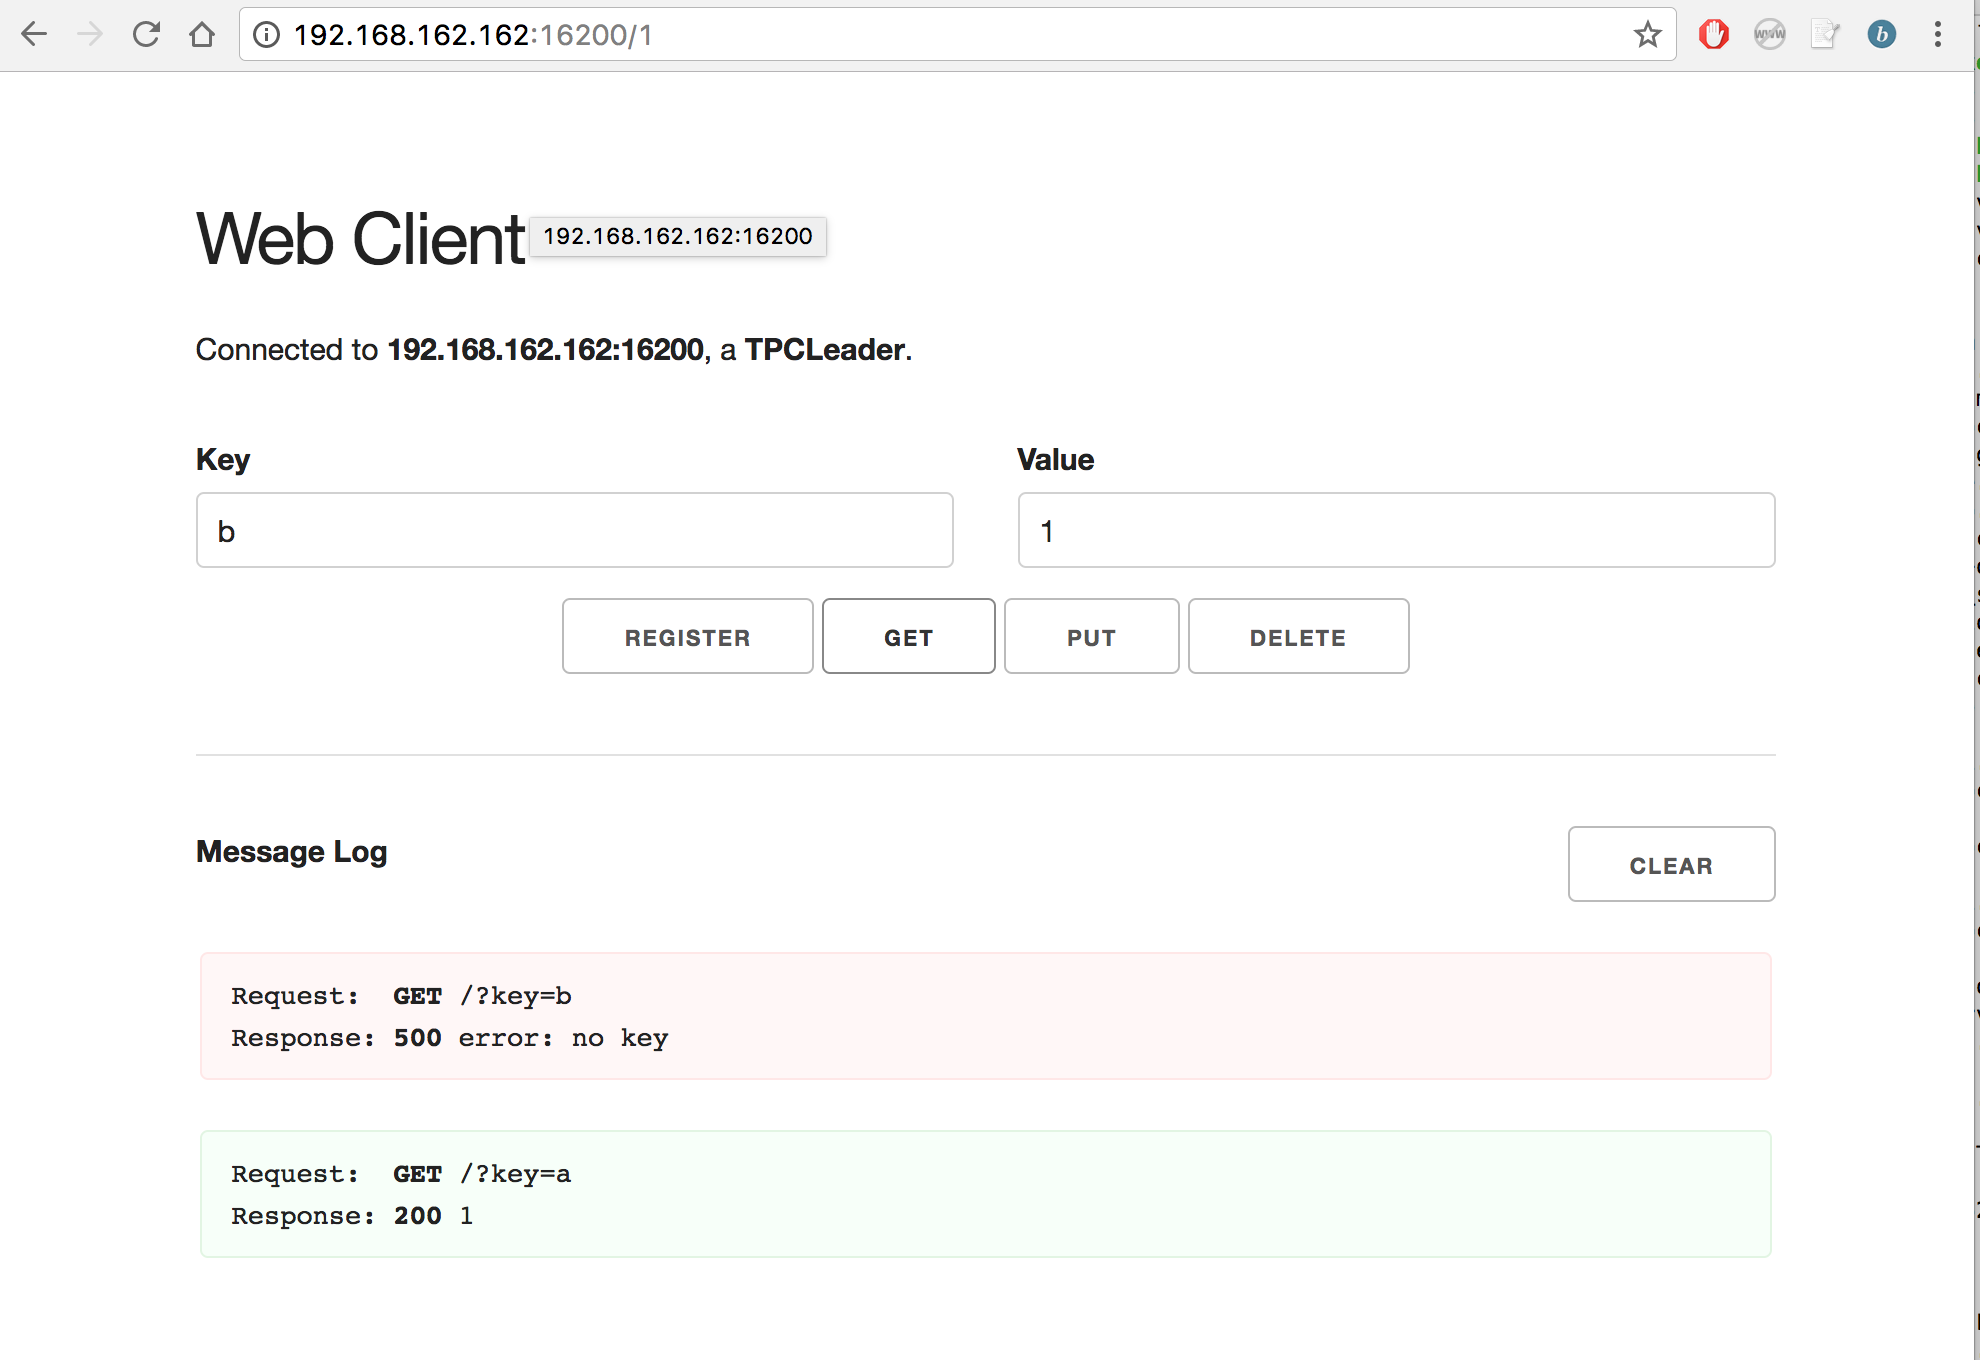 192.168.162.162:16200/1
www
b
Web Client
192.168.162.162:16200
Connected to 192.168.162.162:16200, a TPCLeader.
Key
Value
b
1
REGISTER
GET
PUT
DELETE
Message Log
CLEAR
Request: GET /?key=b
Response: 500 error: no key
Request: GET /?key=a
Response: 200 1